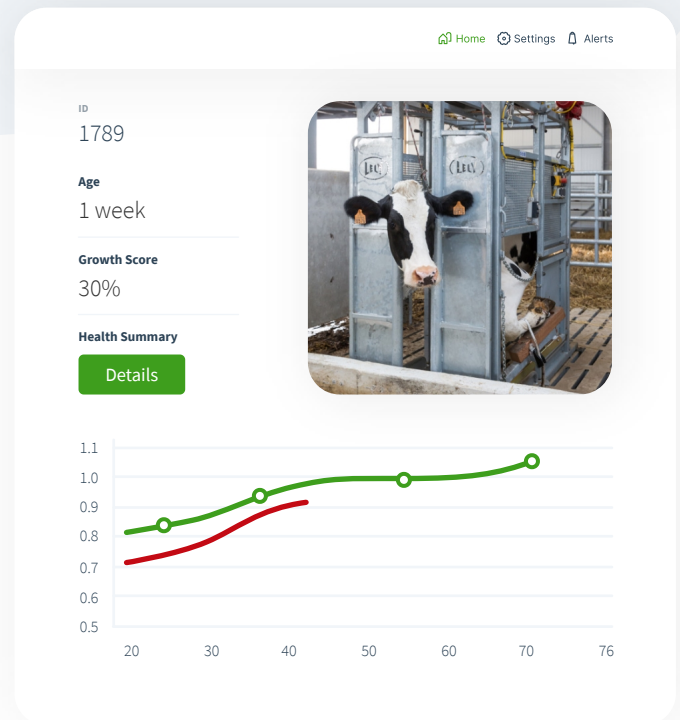 Home Settings Alerts
ID
1789
Age
1 week
Growth Score
30%
Health Summary
Details
1.1
1.0
0.9
0.8
0.7
0.6
0.5
20 30 40 50 60 70 76